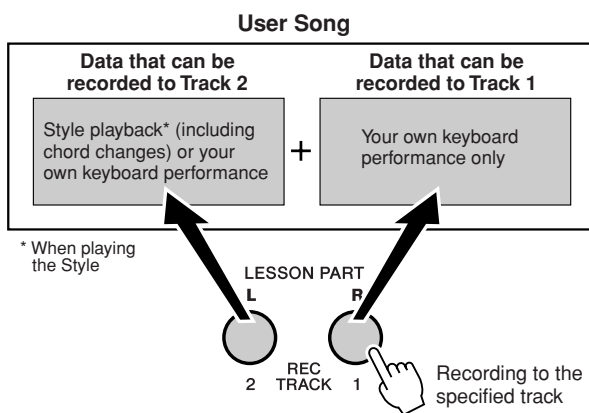 User Song
Data that can be
recorded to Track 2
Data that can be
recorded to Track 1
Style playback* (including
chord changes) or your
own keyboard performance
+
Your own keyboard
performance only
* When playing
the Style
LESSON PART
L R
2 REC TRACK 1
Recording to the
specified track